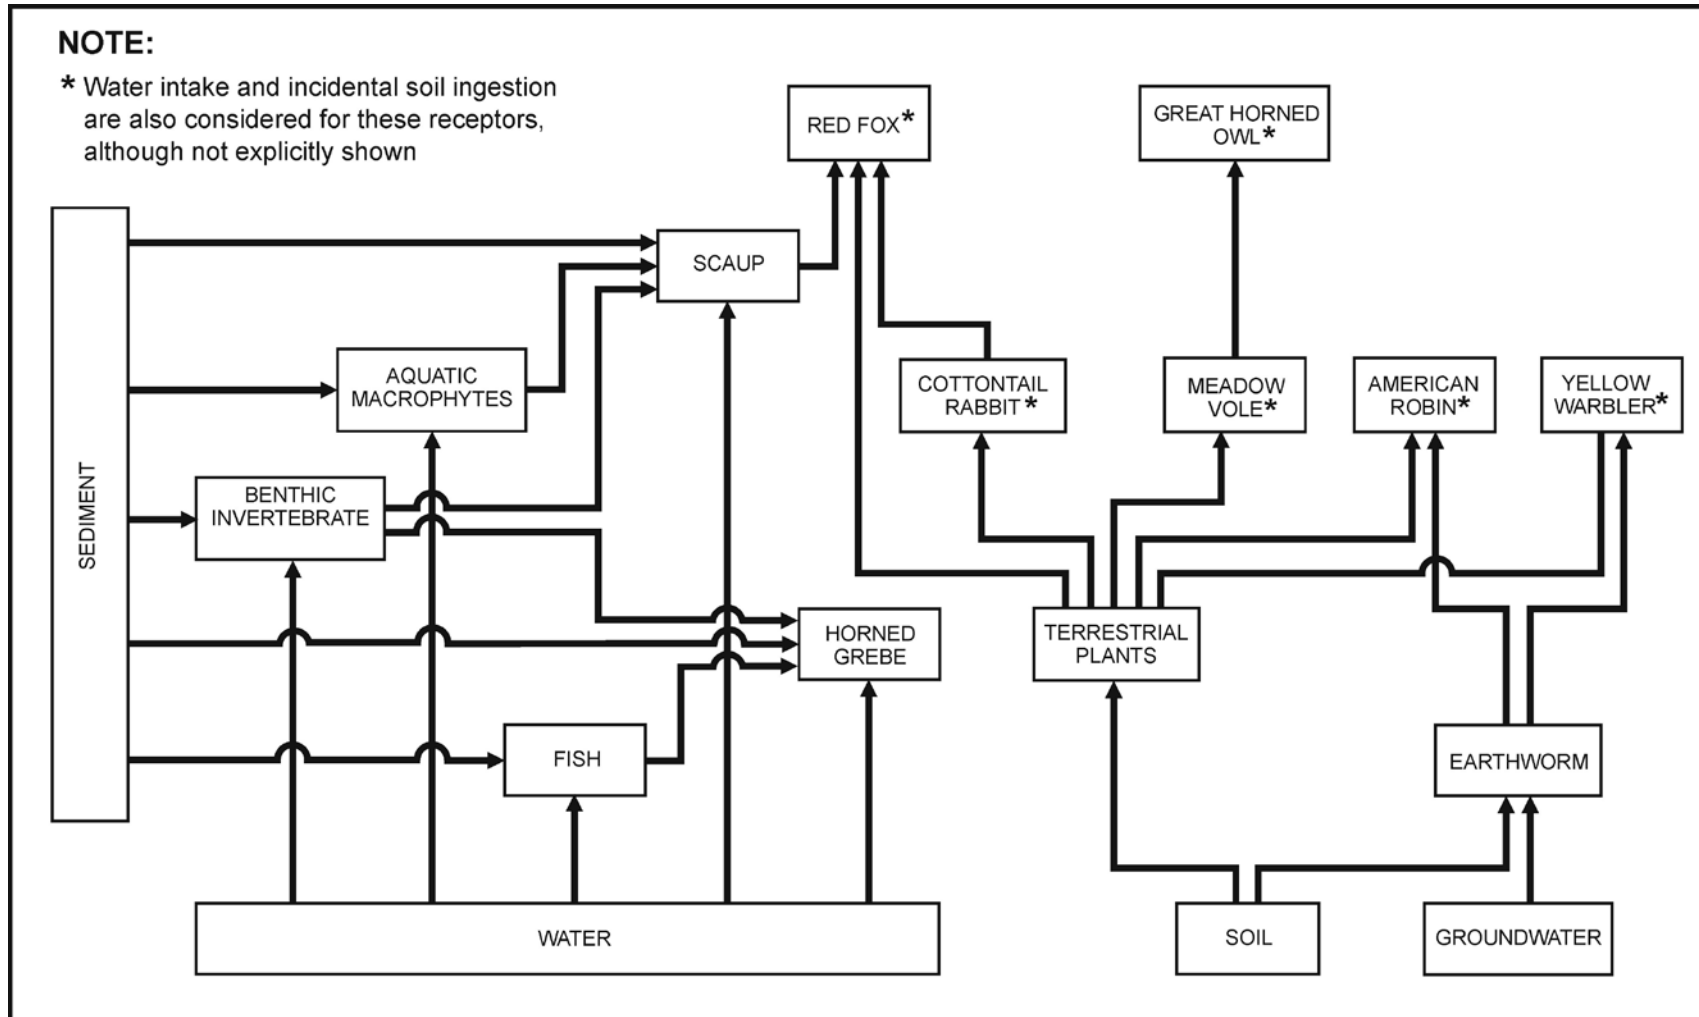 NOTE:
* Water intake and incidental soil ingestion
are also considered for these receptors,
although not explicitly shown
RED FOX*
GREAT HORNED
OWL*
SCAUP
AQUATIC
MACROPHYTES
COTTONTAIL
RABBIT*
MEADOW
VOLE*
AMERICAN
ROBIN*
YELLOW
WARBLER*
SEDIMENT
BENTHIC
INVERTEBRATE
HORNED
GREBE
TERRESTRIAL
PLANTS
FISH
EARTHWORM
WATER
SOIL
GROUNDWATER